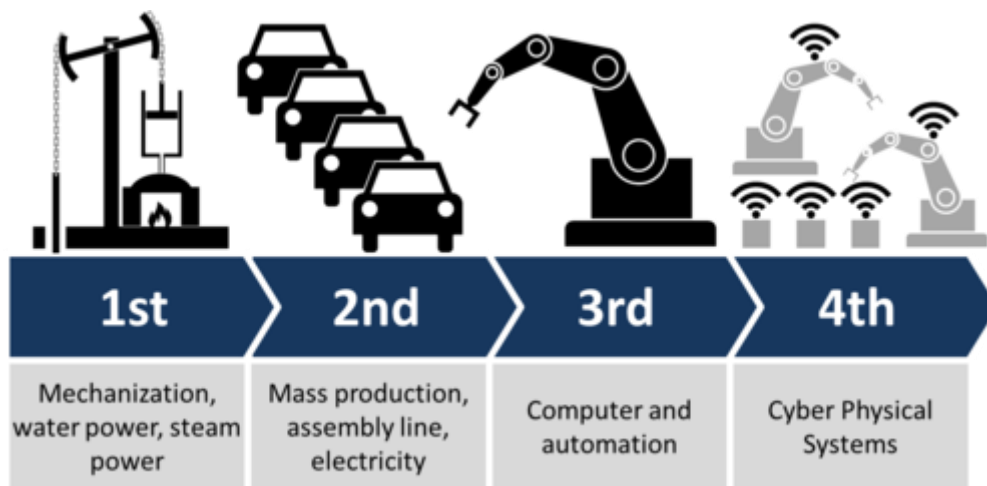 1st
2nd
3rd
4th
Mechanization,
water power, steam
power
Mass production,
assembly line,
electricity
Computer and
automation
Cyber Physical
Systems